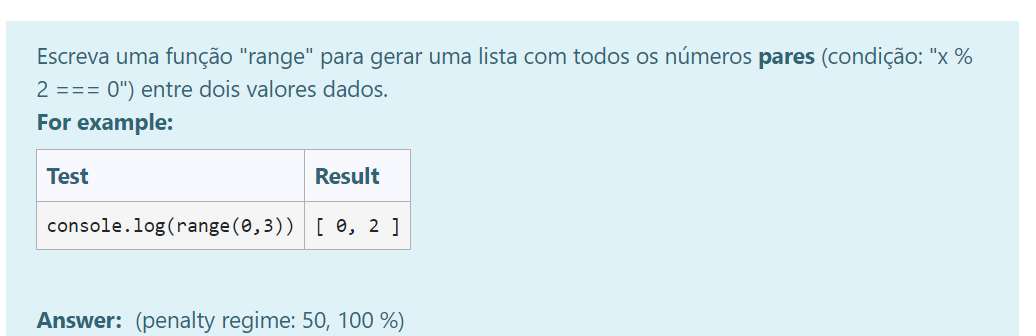 Escreva uma função "range" para gerar uma lista com todos os números pares (condição: "x %
2 === 0") entre dois valores dados.
For example:
Test Result
console.log(range(0,3)) [ 0, 2 ]
Answer: (penalty regime: 50, 100 %)